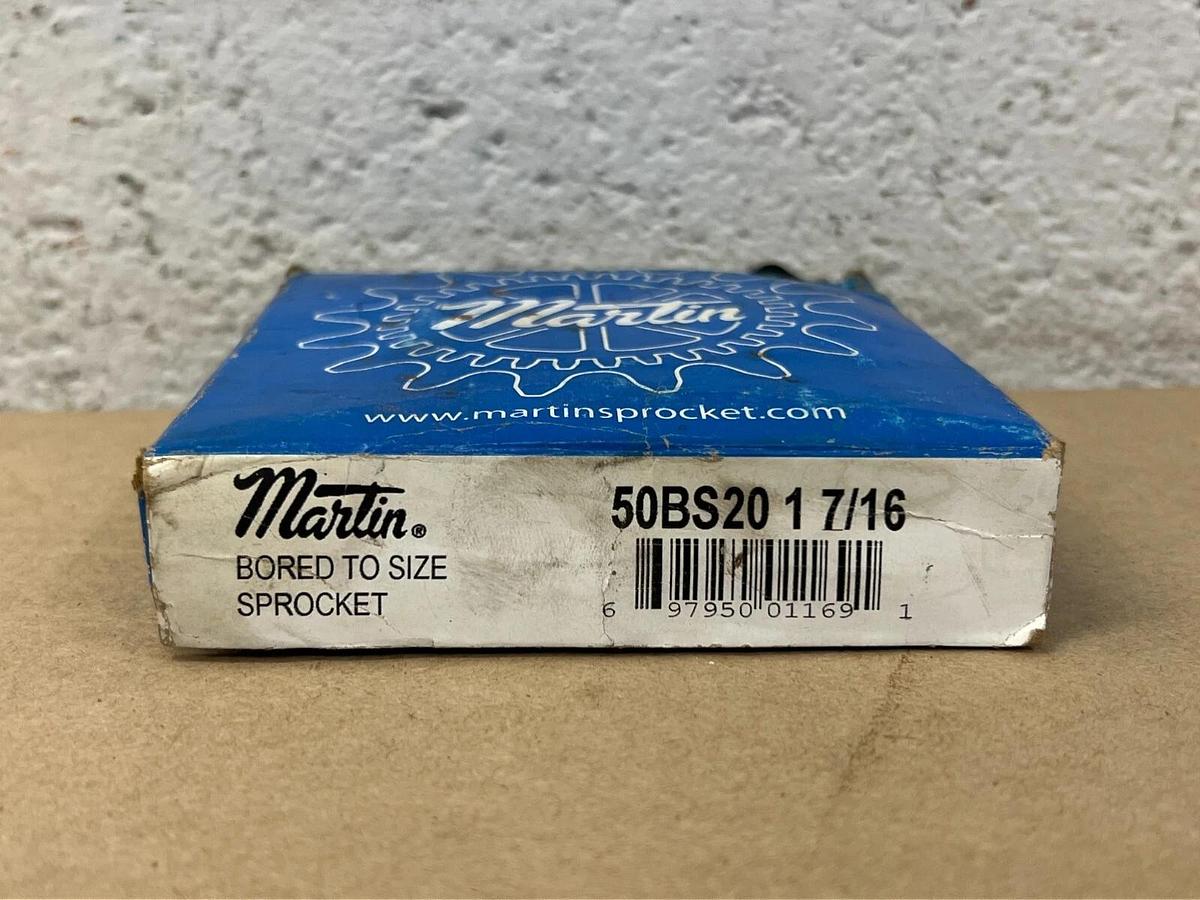 Martin
www.martinsprocket.com
Martin®
BORED TO SIZE
SPROCKET
50BS20 1 7/16
6 97950 01169 1